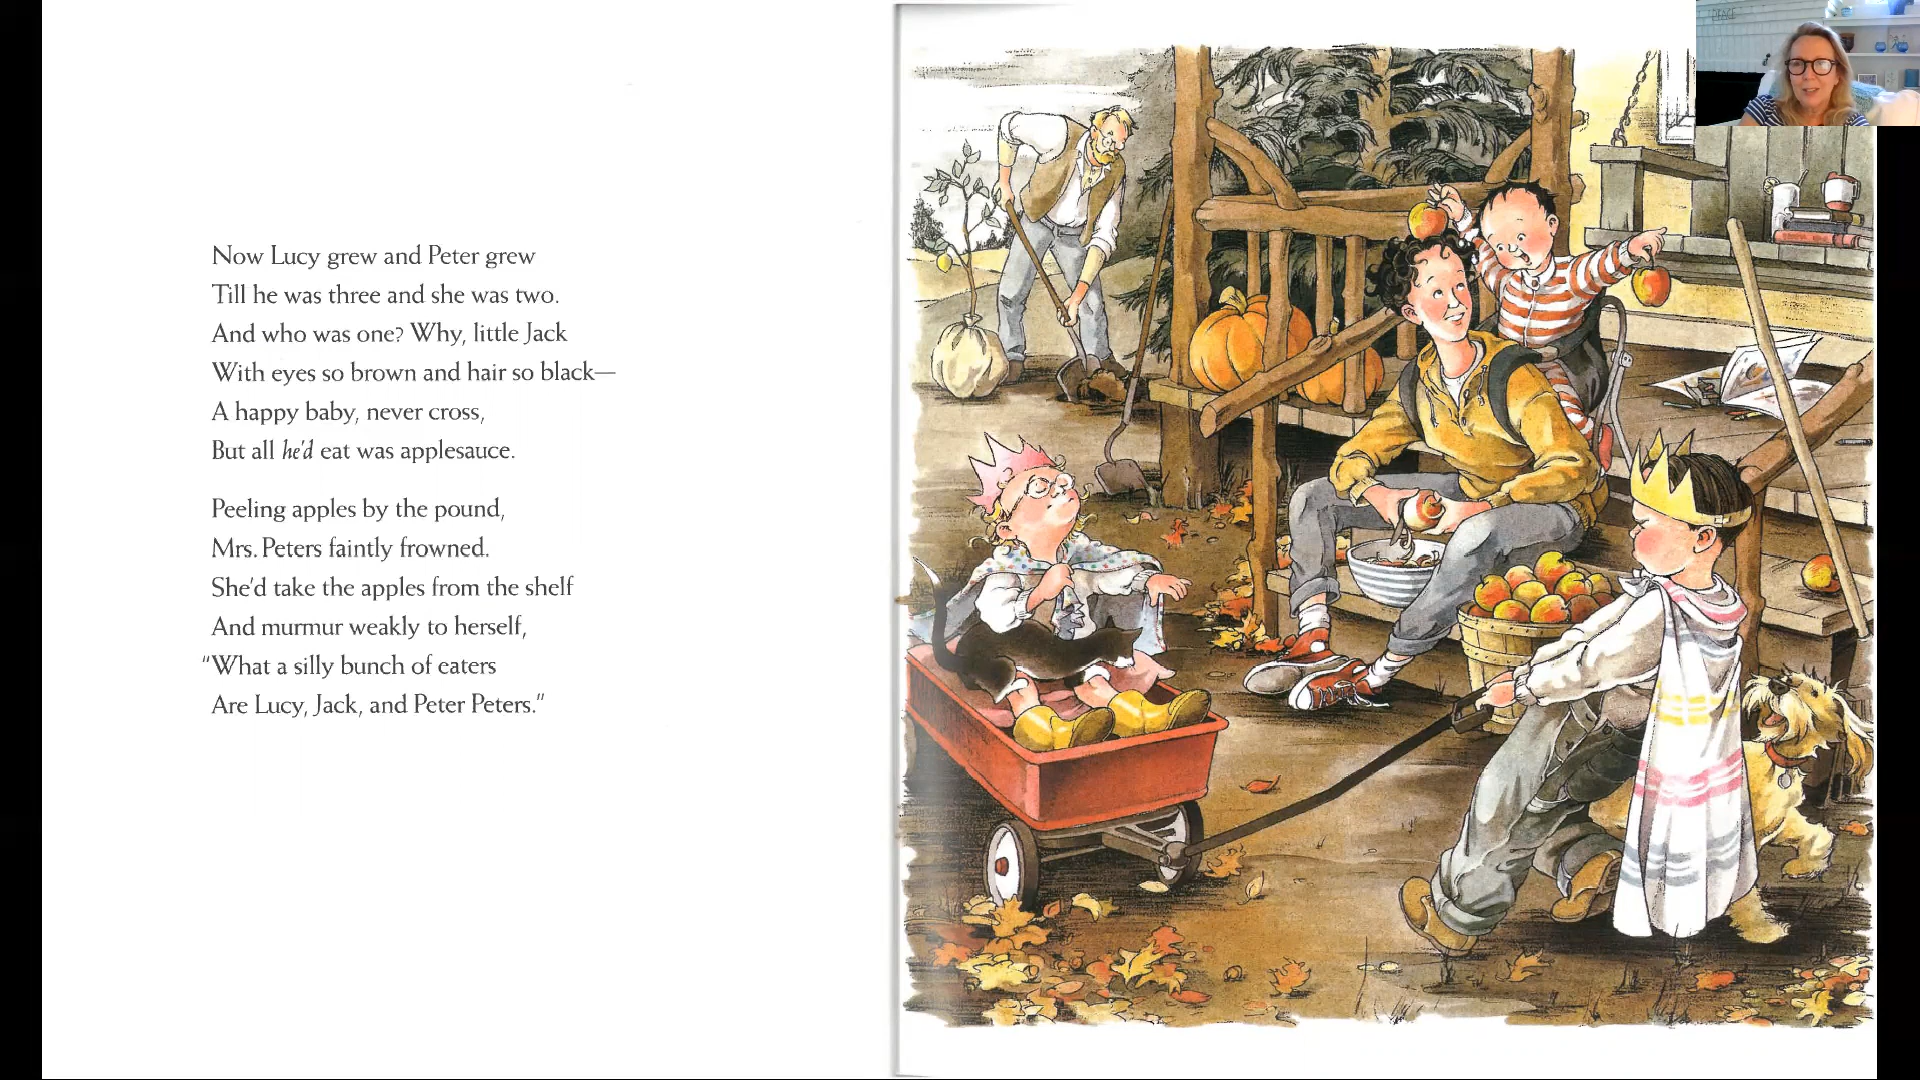 Now Lucy grew and Peter grew
Till he was three and she was two.
And who was one? Why, little Jack
With eyes so brown and hair so black—
A happy baby, never cross,
But all he'd eat was applesauce.
Peeling apples by the pound,
Mrs. Peters faintly frowned.
She'd take the apples from the shelf
And murmur weakly to herself,
"What a silly bunch of eaters
Are Lucy, Jack, and Peter Peters."